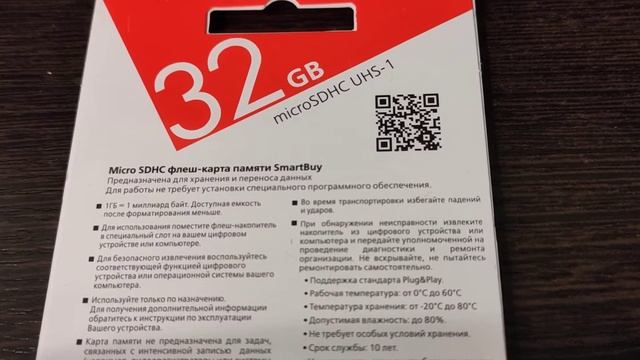 32 GB
microSDHC UHS-1
Micro SDHC флеш-карта памяти SmartBuy
Предназначена для хранения и переноса данных
Для работы не требует установки специального программного обеспечения.
■ 1ГБ = 1 миллиард байт. Доступная емкость
после форматирования меньше.
■ Для использования поместите флеш-накопитель
в специальный слот на вашем цифровом
устройстве или компьютере.
■ Для безопасного извлечения воспользуйтесь
соответствующей функцией цифрового
устройства или операционной системы вашего
компьютера.
■ Используйте только по назначению.
Для получения дополнительной информации
обратитесь к инструкции по эксплуатации
Вашего устройства.
■ Карта памяти не предназначена для задач,
связанных с интенсивной записью данных
■ Во время транспортировки избегайте падений
и ударов.
■ При обнаружении неисправности извлеките
накопитель из цифрового устройства или
компьютера и передайте уполномоченной на
проведение диагностики и ремонта
организации. Не вскрывайте, не пытайтесь
ремонтировать самостоятельно.
• Поддержка стандарта Plug&Play.
• Рабочая температура: от 0°С до 60°С
• Температура хранения: от -20°С до 80°С
• Допустимая влажность: до 80%.
• Не требует особых условий хранения.
• Срок службы: 10 лет.